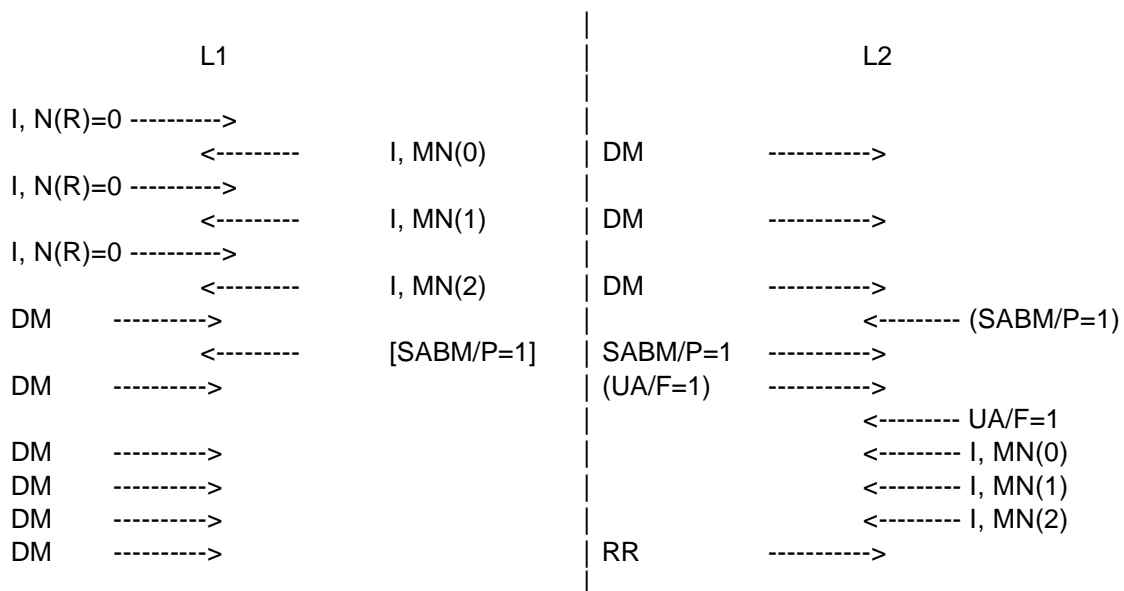 L1 | L2
I, N(R)=0 ---------->
<--------- I, MN(0) | DM ----------->
I, N(R)=0 ---------->
<--------- I, MN(1) | DM ----------->
I, N(R)=0 ---------->
<--------- I, MN(2) | DM ----------->
DM ----------> | <--------- (SABM/P=1)
<--------- [SABM/P=1] | SABM/P=1 ----------->
DM ----------> | (UA/F=1) ----------->
| <--------- UA/F=1
DM ----------> | <--------- I, MN(0)
DM ----------> | <--------- I, MN(1)
DM ----------> | <--------- I, MN(2)
DM ----------> | RR ----------->